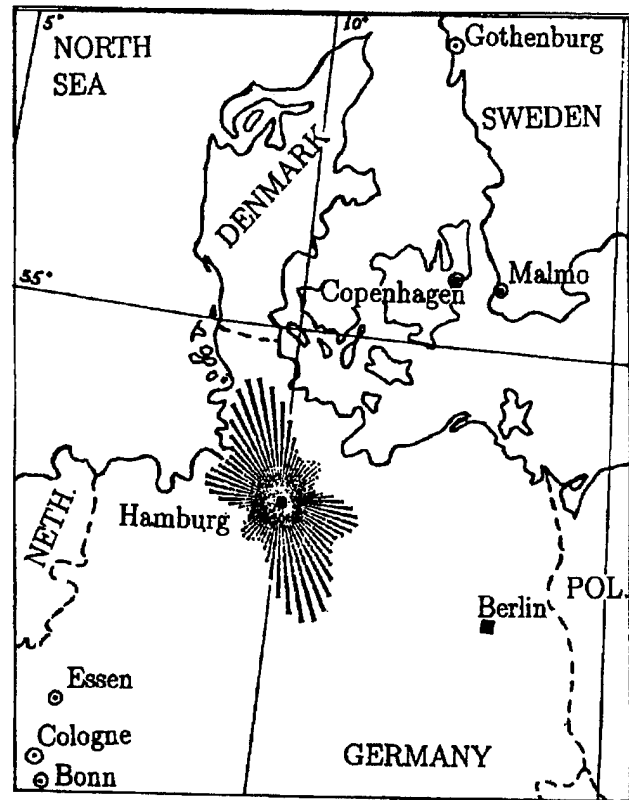 5°
10°
NORTH
SEA
Gothenburg
SWEDEN
DENMARK
55°
Copenhagen
Malmo
NETH.
Hamburg
POL.
Berlin
Essen
Cologne
Bonn
GERMANY